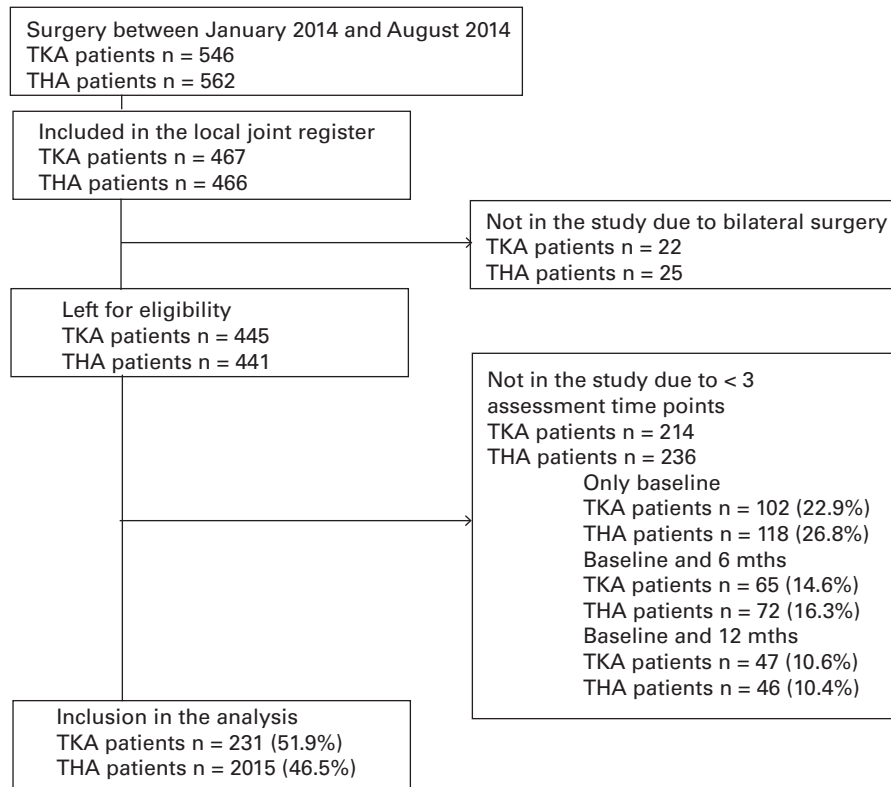 Surgery between January 2014 and August 2014
TKA patients n = 546
THA patients n = 562
Included in the local joint register
TKA patients n = 467
THA patients n = 466
Not in the study due to bilateral surgery
TKA patients n = 22
THA patients n = 25
Left for eligibility
TKA patients n = 445
THA patients n = 441
Not in the study due to < 3
assessment time points
TKA patients n = 214
THA patients n = 236
Only baseline
TKA patients n = 102 (22.9%)
THA patients n = 118 (26.8%)
Baseline and 6 mths
TKA patients n = 65 (14.6%)
THA patients n = 72 (16.3%)
Baseline and 12 mths
TKA patients n = 47 (10.6%)
THA patients n = 46 (10.4%)
Inclusion in the analysis
TKA patients n = 231 (51.9%)
THA patients n = 2015 (46.5%)